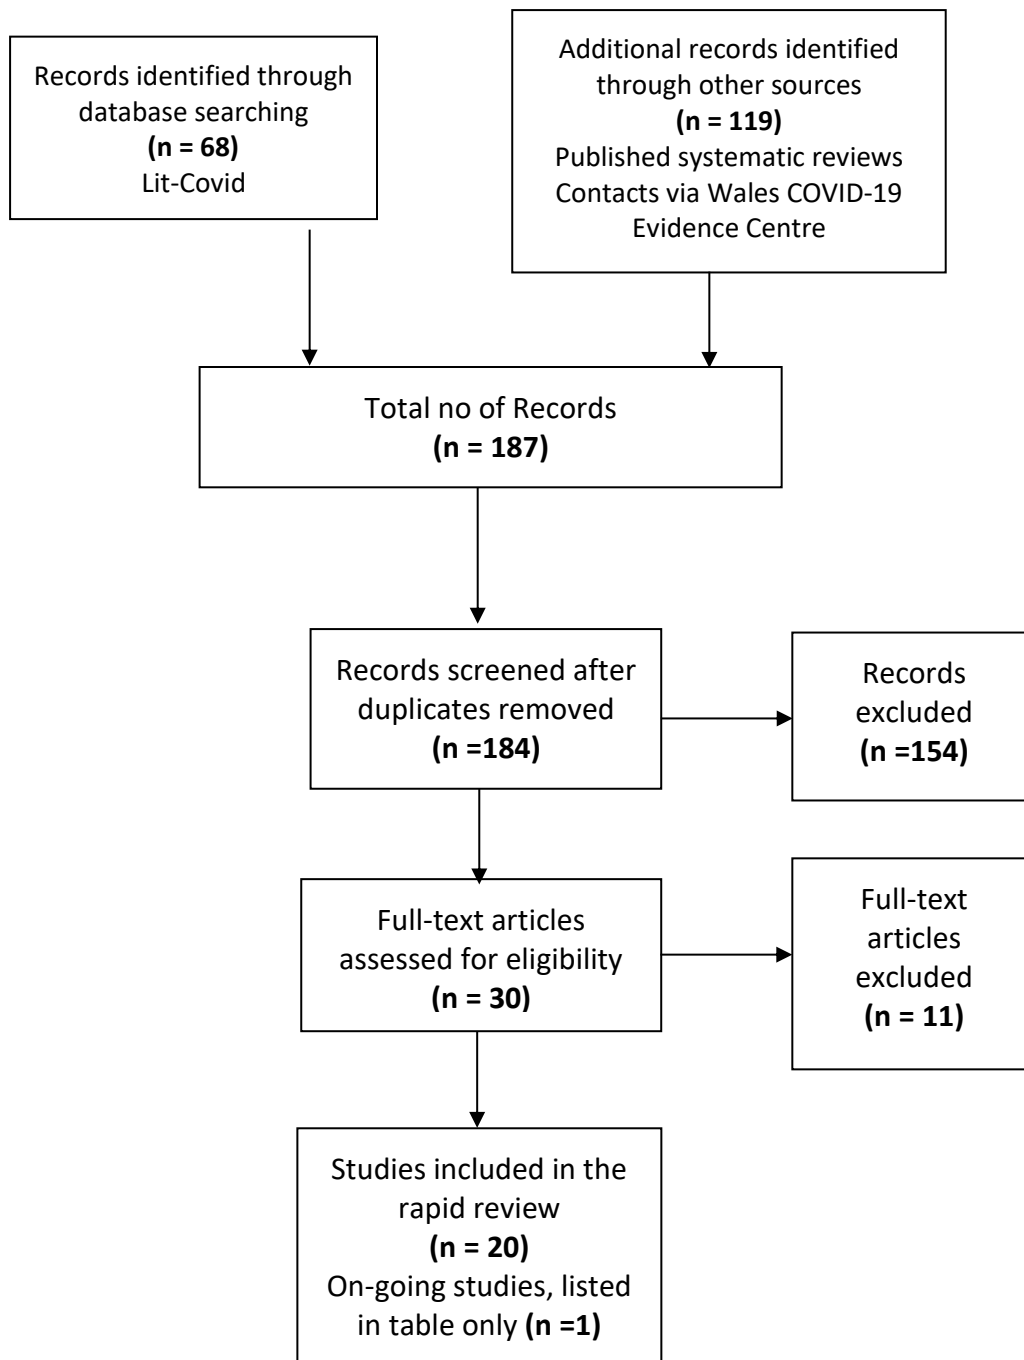 Records identified through
database searching
(n = 68)
Lit-Covid
Additional records identified
through other sources
(n = 119)
Published systematic reviews
Contacts via Wales COVID-19
Evidence Centre
Total no of Records
(n = 187)
Records screened after
duplicates removed
(n =184)
Records
excluded
(n =154)
Full-text articles
assessed for eligibility
(n = 30)
Full-text
articles
excluded
(n = 11)
Studies included in the
rapid review
(n = 20)
On-going studies, listed
in table only (n =1)